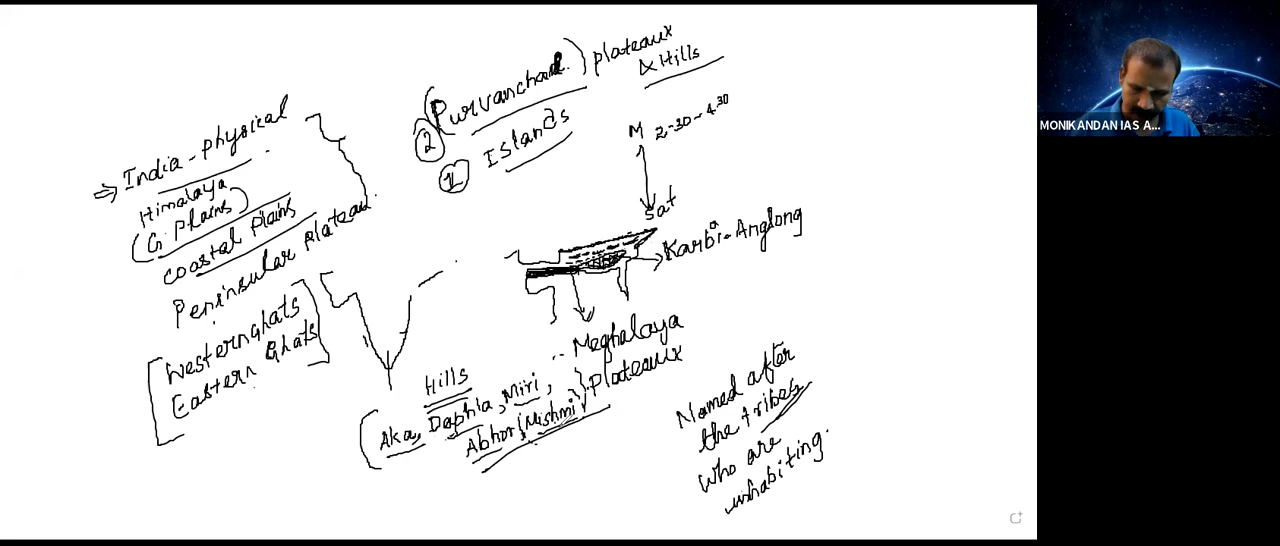 ⇒ India-physical
Himalaya
(G. Plains)
coastal plains
Peninsular plateau
Western Ghats
Eastern Ghats
(Purvanchal) plateaux
& Hills
② 
① Islands
M 2-30-4.30
Sat
Karbi-Anglong
Meghalaya
Plateaux
Hills
(Aka, Daphla, Miri,
Abhor, Mishmi)
Named after
the tribes
who are
inhabiting.
MONIKANDAN IAS A...